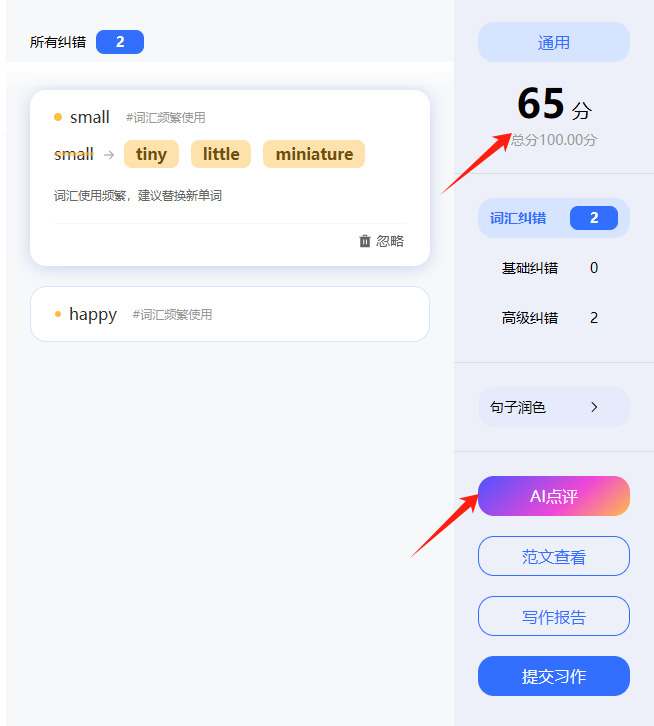 所有纠错 2
small #词汇频繁使用
small → tiny little miniature
词汇使用频繁，建议替换新单词
忽略
happy #词汇频繁使用
通用
65 分
总分100.00分
词汇纠错 2
基础纠错 0
高级纠错 2
句子润色
AI点评
范文查看
写作报告
提交习作